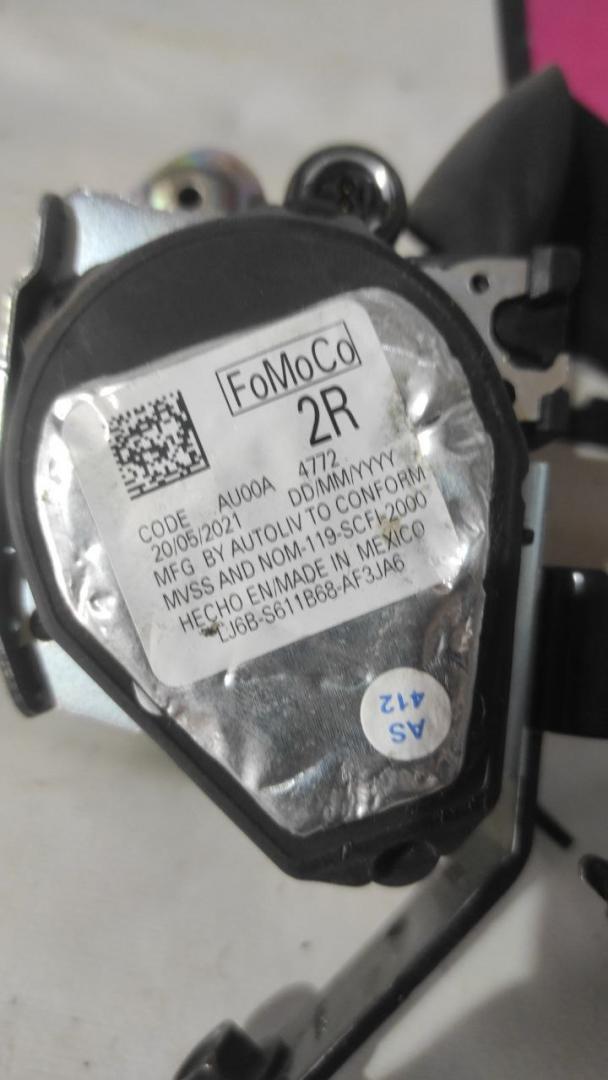 FoMoCo
2R
CODE AU00A 4772
20/05/2021 DD/MM/YYYY
MFG BY AUTOLIV TO CONFORM
MVSS AND NOM-119-SCFI-2000
HECHO EN/MADE IN MEXICO
LJ6B-S611B68-AF3JA6
AS
412